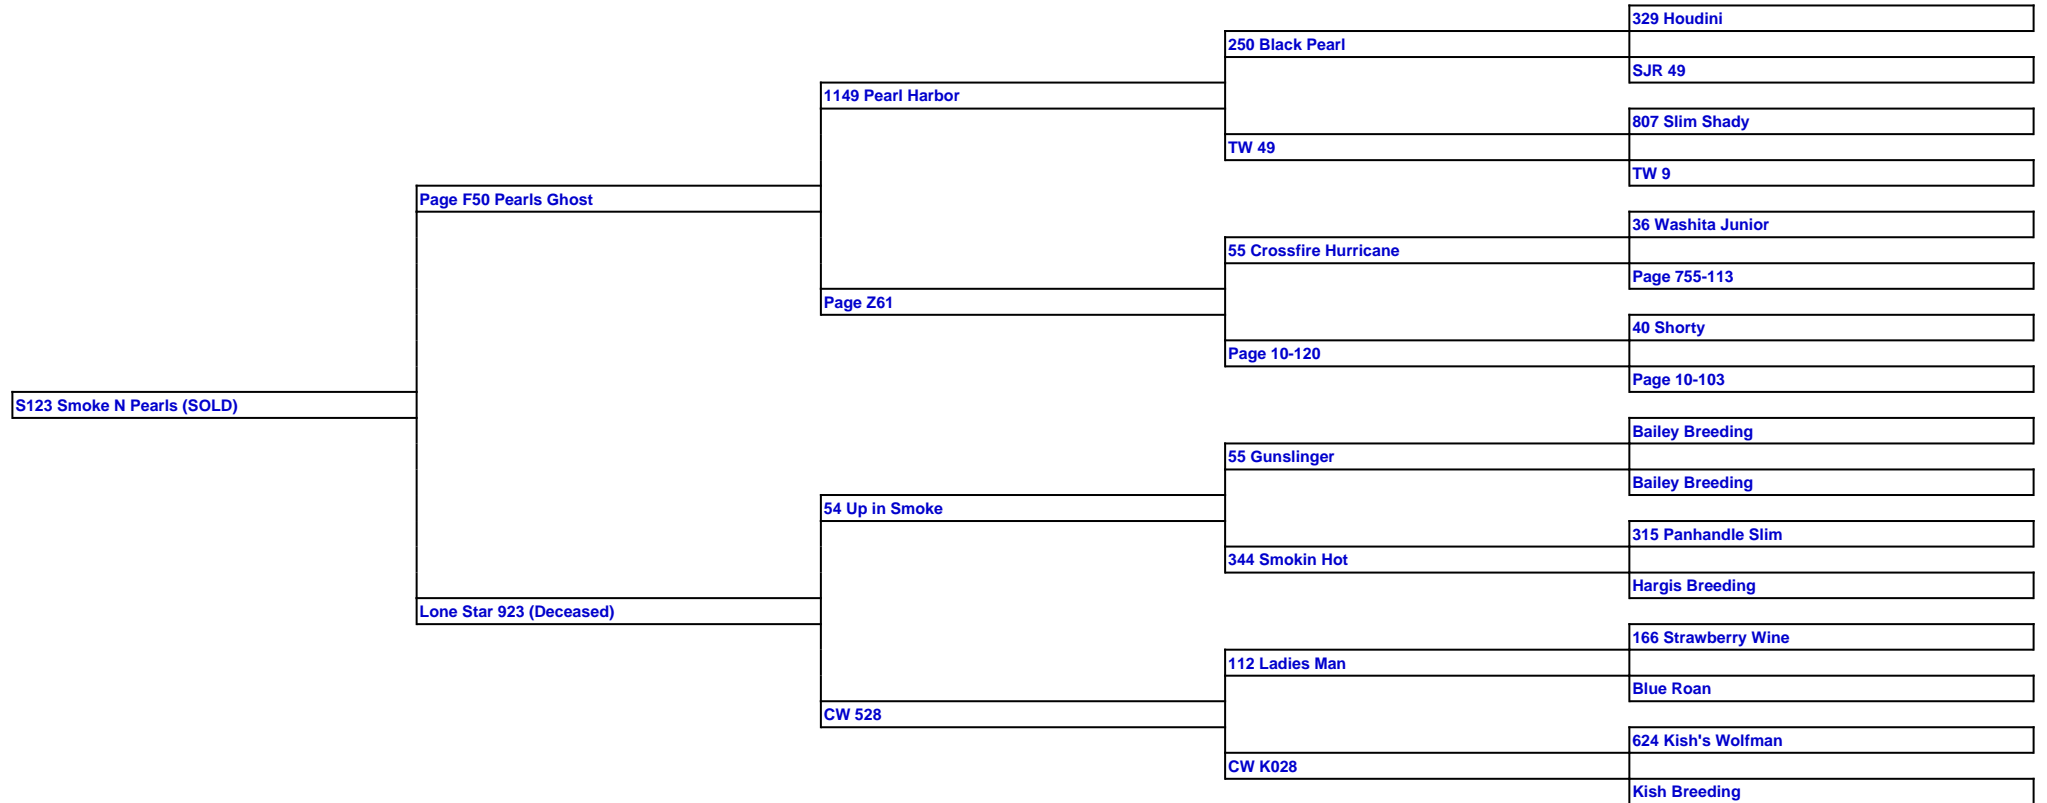 329 Houdini
250 Black Pearl
SJR 49
1149 Pearl Harbor
807 Slim Shady
TW 49
TW 9
Page F50 Pearls Ghost
36 Washita Junior
55 Crossfire Hurricane
Page 755-113
Page Z61
40 Shorty
Page 10-120
Page 10-103
S123 Smoke N Pearls (SOLD)
Bailey Breeding
55 Gunslinger
Bailey Breeding
54 Up in Smoke
315 Panhandle Slim
344 Smokin Hot
Hargis Breeding
Lone Star 923 (Deceased)
166 Strawberry Wine
112 Ladies Man
Blue Roan
CW 528
624 Kish's Wolfman
CW K028
Kish Breeding